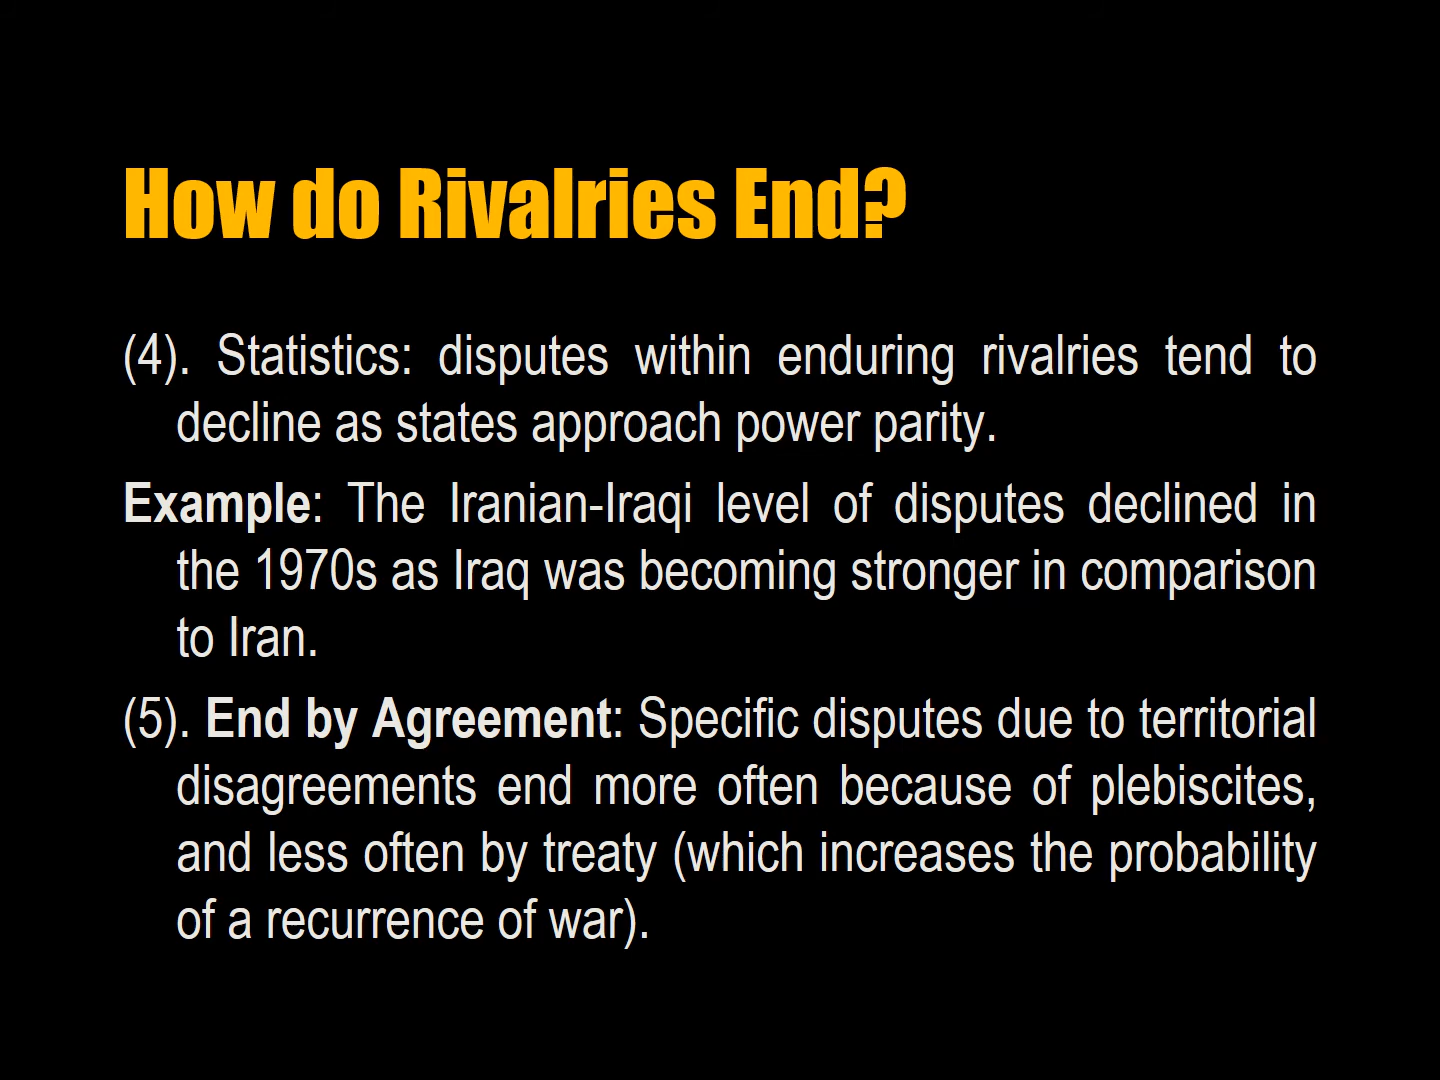 How do Rivalries End?
(4). Statistics: disputes within enduring rivalries tend to
decline as states approach power parity.
Example: The Iranian-Iraqi level of disputes declined in
the 1970s as Iraq was becoming stronger in comparison
to Iran.
(5). End by Agreement: Specific disputes due to territorial
disagreements end more often because of plebiscites,
and less often by treaty (which increases the probability
of a recurrence of war).